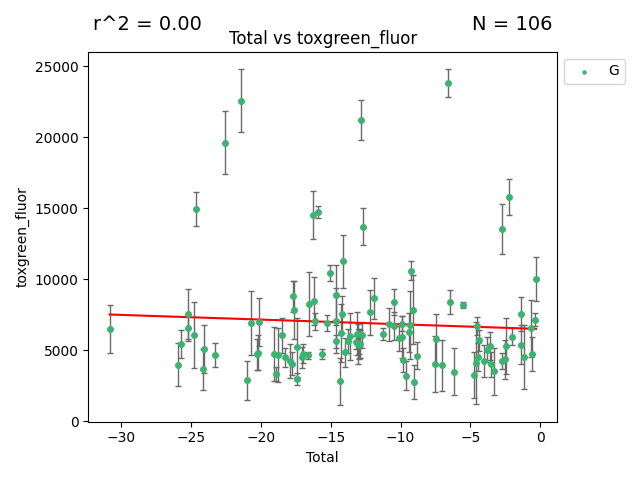 r^2 = 0.00
N = 106
Total vs toxgreen_fluor
G
25000
20000
15000
10000
5000
0
toxgreen_fluor
−30
−25
−20
−15
−10
−5
0
Total